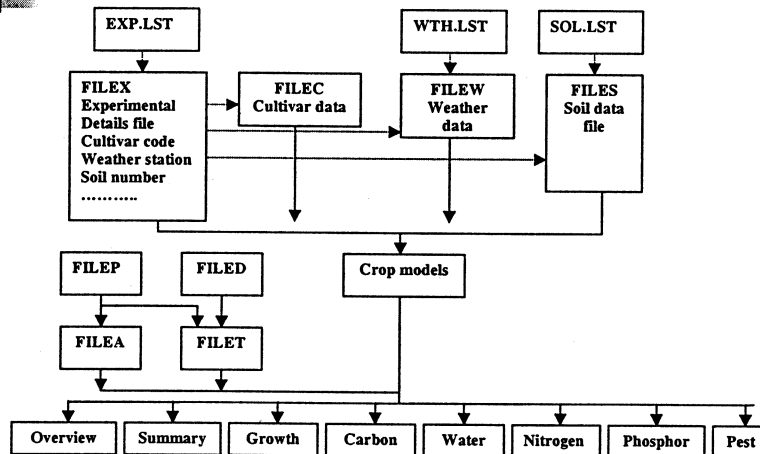 EXP.LST
WTH.LST
SOL.LST
FILEX
Experimental
Details file
Cultivar code
Weather station
Soil number
...........
FILEC
Cultivar data
FILEW
Weather
data
FILES
Soil data
file
FILEP
FILED
Crop models
FILEA
FILET
Overview
Summary
Growth
Carbon
Water
Nitrogen
Phosphor
Pest